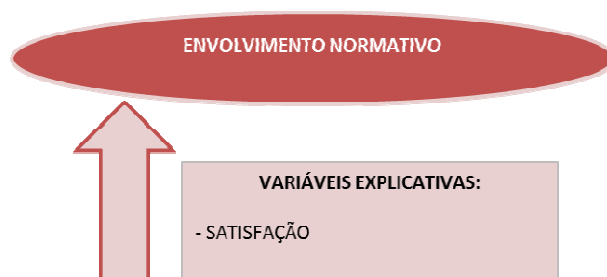 ENVOLVIMENTO NORMATIVO
VARIÁVEIS EXPLICATIVAS:
- SATISFAÇÃO